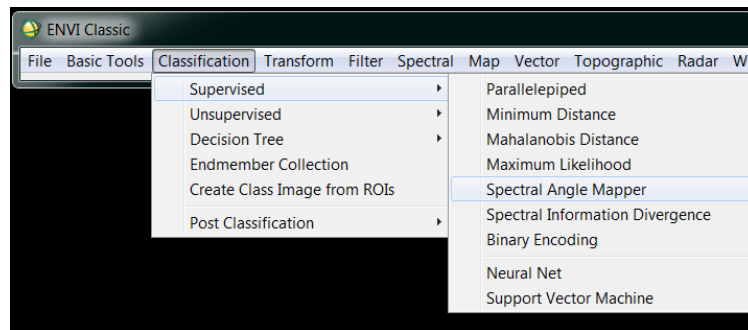 ENVI Classic
File Basic Tools Classification Transform Filter Spectral Map Vector Topographic Radar W
Supervised
Unsupervised
Decision Tree
Endmember Collection
Create Class Image from ROIs
Post Classification
Parallelepiped
Minimum Distance
Mahalanobis Distance
Maximum Likelihood
Spectral Angle Mapper
Spectral Information Divergence
Binary Encoding
Neural Net
Support Vector Machine